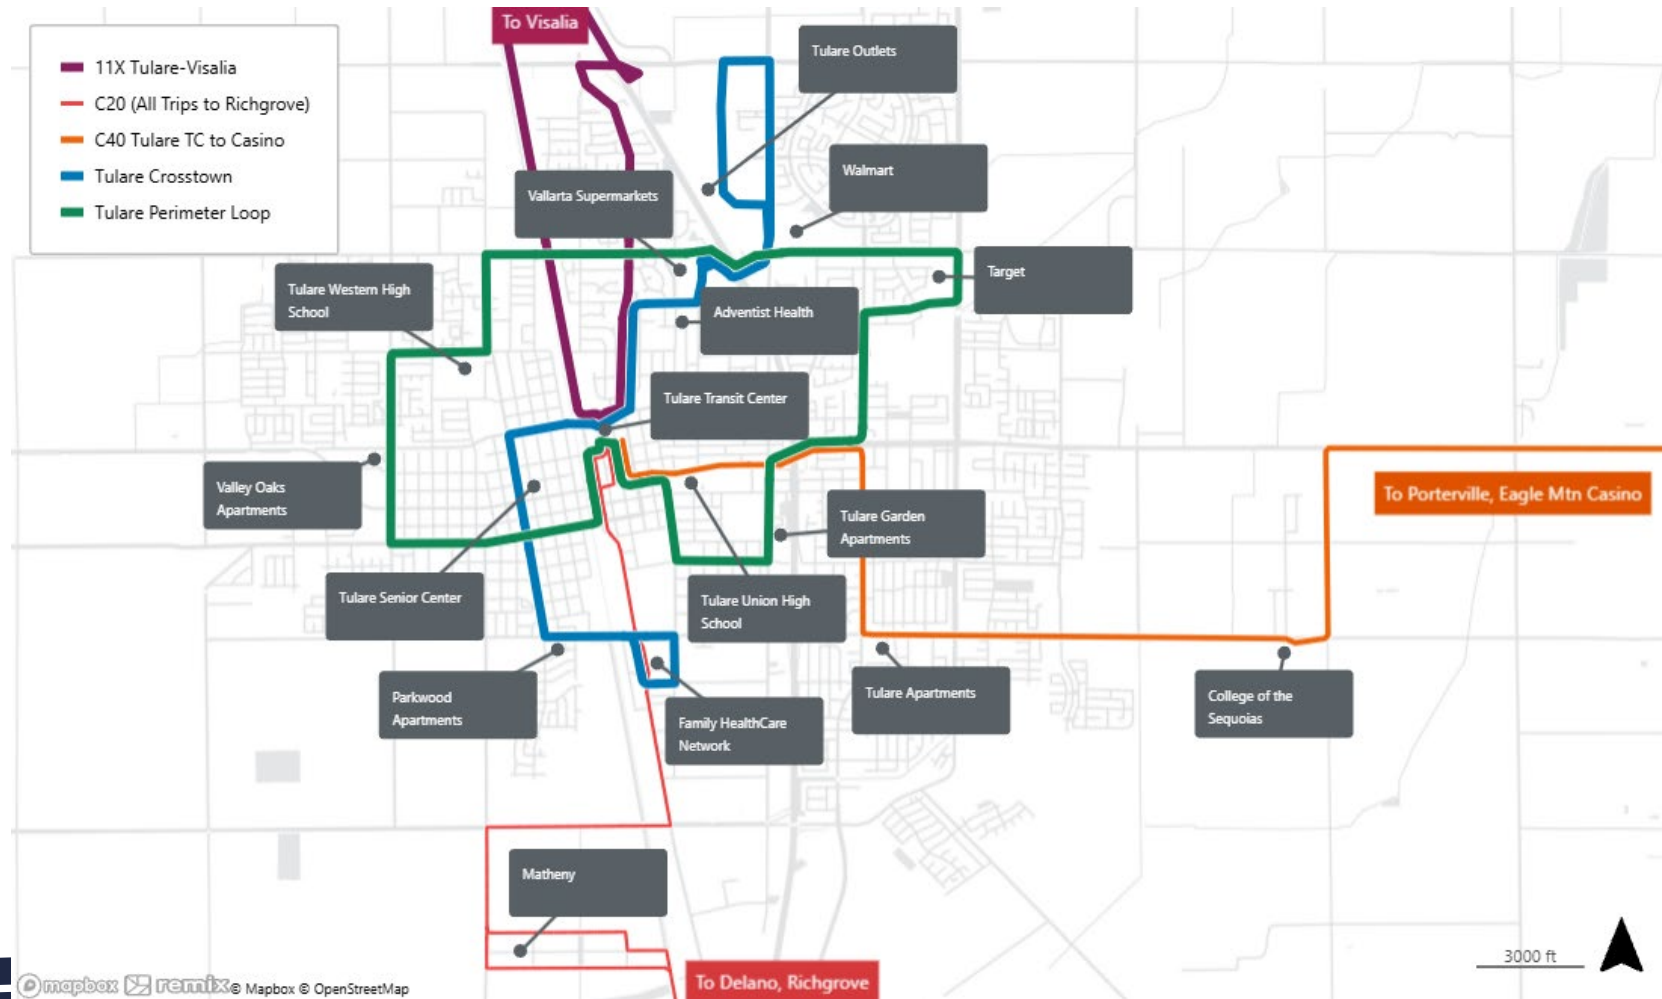 To Visalia
11X Tulare-Visalia
C20 (All Trips to Richgrove)
C40 Tulare TC to Casino
Tulare Crosstown
Tulare Perimeter Loop
Tulare Outlets
Walmart
Vallarta Supermarkets
Target
Tulare Western High
School
Adventist Health
Tulare Transit Center
Valley Oaks
Apartments
To Porterville, Eagle Mtn Casino
Tulare Garden
Apartments
Tulare Senior Center
Tulare Union High
School
Parkwood
Apartments
Family HealthCare
Network
Tulare Apartments
College of the
Sequoias
Matheny
To Delano, Richgrove
3000 ft
mapbox remix © Mapbox © OpenStreetMap